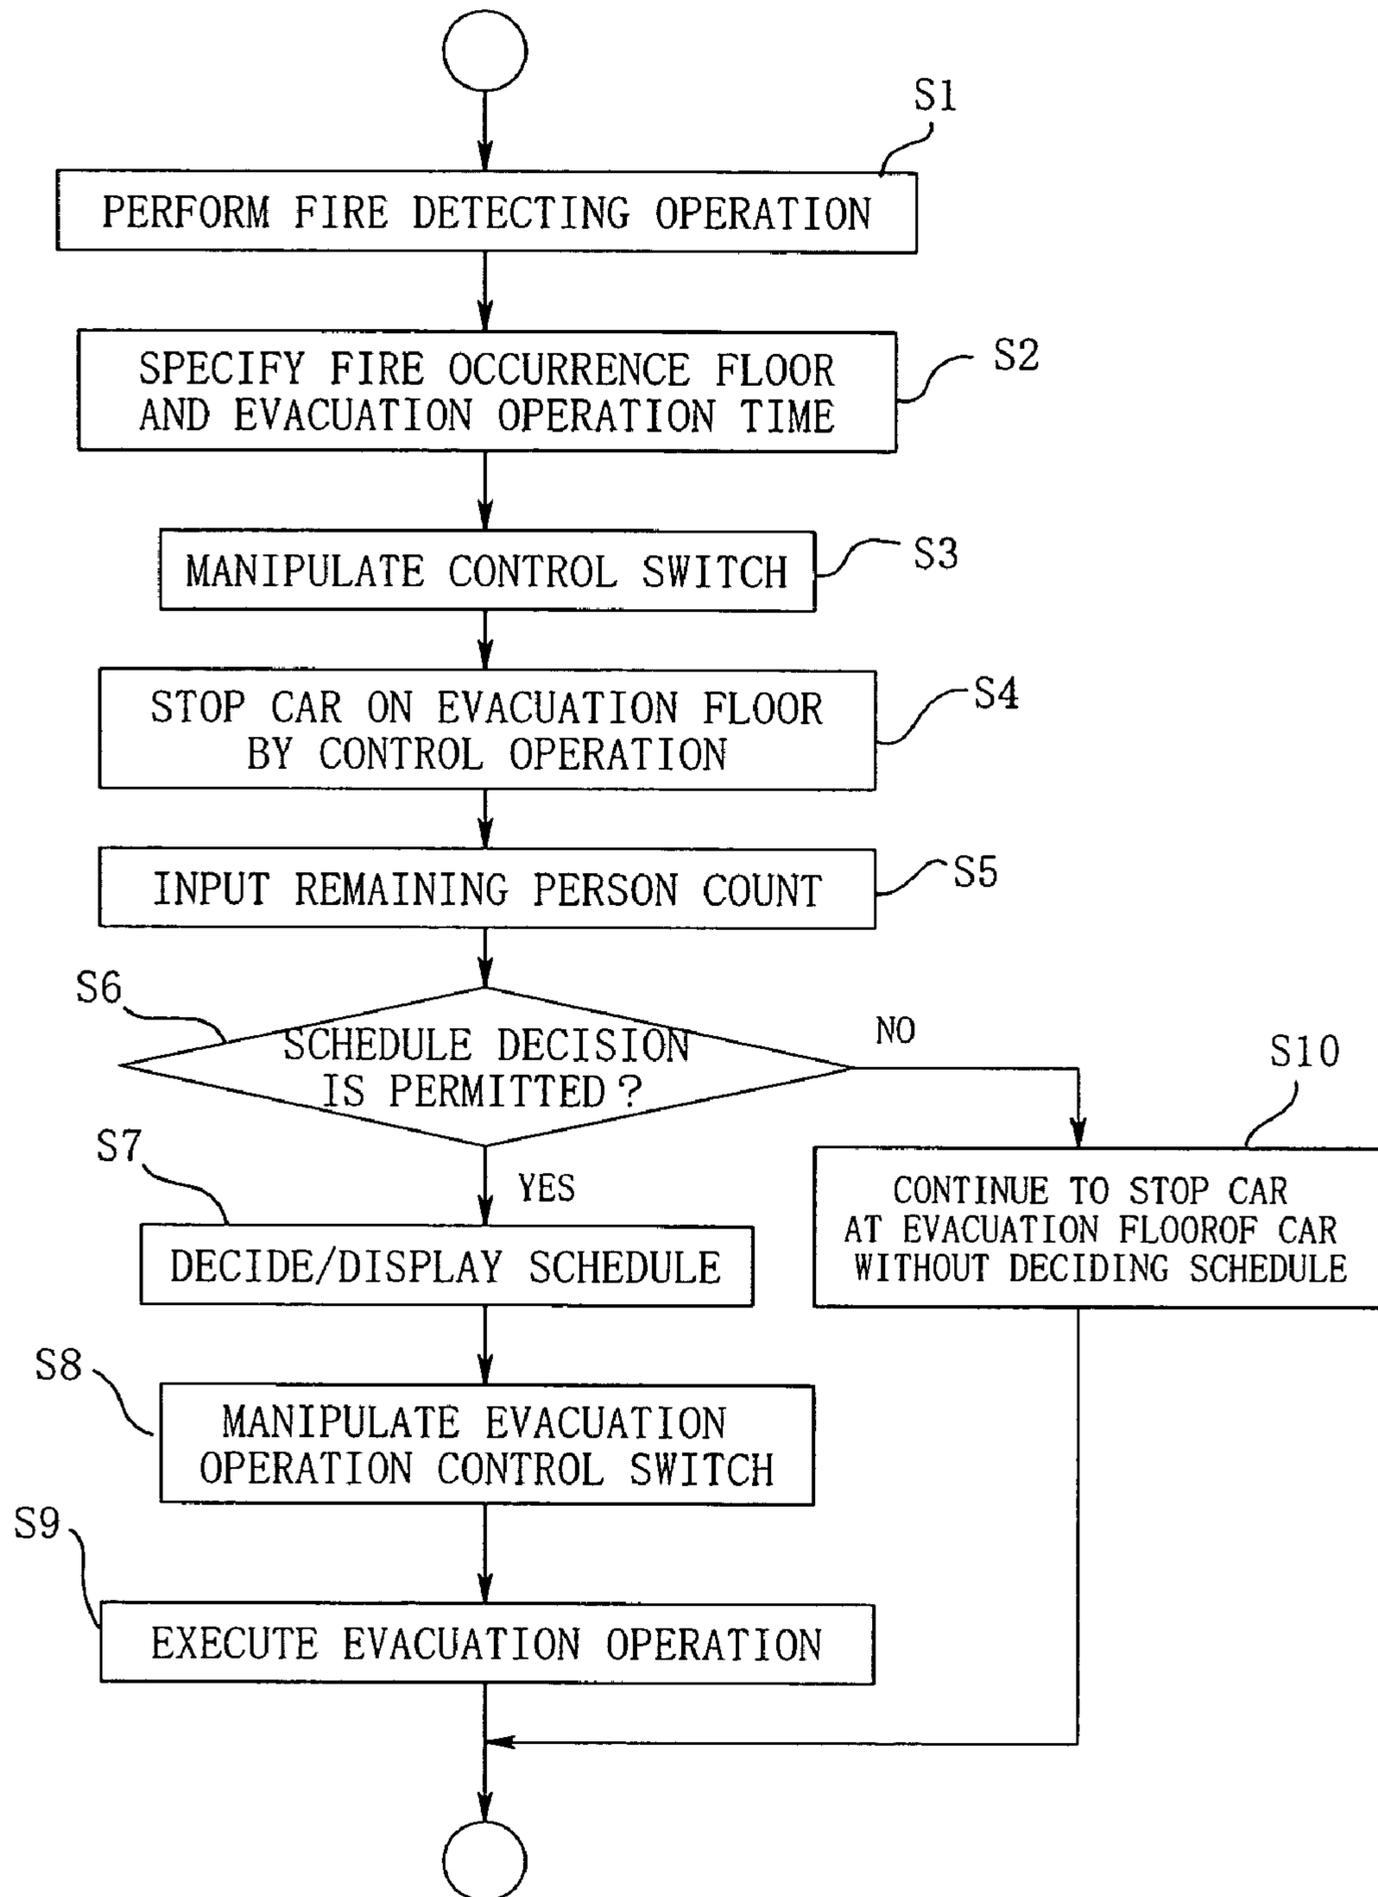 S1
PERFORM FIRE DETECTING OPERATION
SPECIFY FIRE OCCURRENCE FLOOR
AND EVACUATION OPERATION TIME
S2
MANIPULATE CONTROL SWITCH
S3
STOP CAR ON EVACUATION FLOOR
BY CONTROL OPERATION
S4
INPUT REMAINING PERSON COUNT
S5
S6
SCHEDULE DECISION
IS PERMITTED?
NO
YES
S10
CONTINUE TO STOP CAR
AT EVACUATION FLOOROF CAR
WITHOUT DECIDING SCHEDULE
S7
DECIDE/DISPLAY SCHEDULE
S8
MANIPULATE EVACUATION
OPERATION CONTROL SWITCH
S9
EXECUTE EVACUATION OPERATION